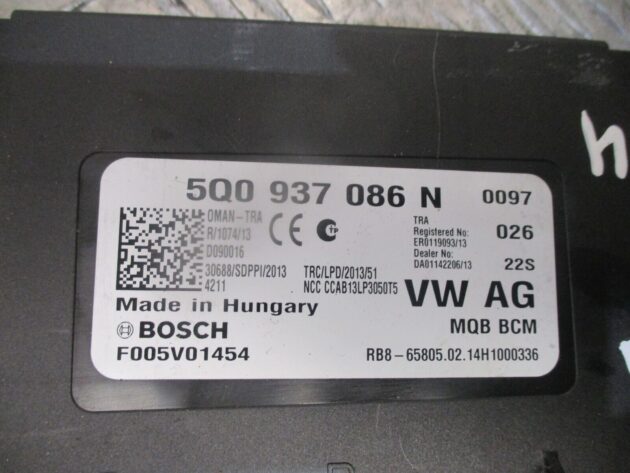 5Q0 937 086 N 0097
OMAN-TRA
R/1074/13
D090016
30688/SDPPI/2013
4211
CE
TRC/LPD/2013/51
NCC CCAB13LP3050T5
TRA
Registered No:
ER0119093/13
Dealer No:
DA01142206/13
026
22S
Made in Hungary
VW AG
BOSCH
MQB BCM
F005V01454
RB8-65805.02.14H1000336